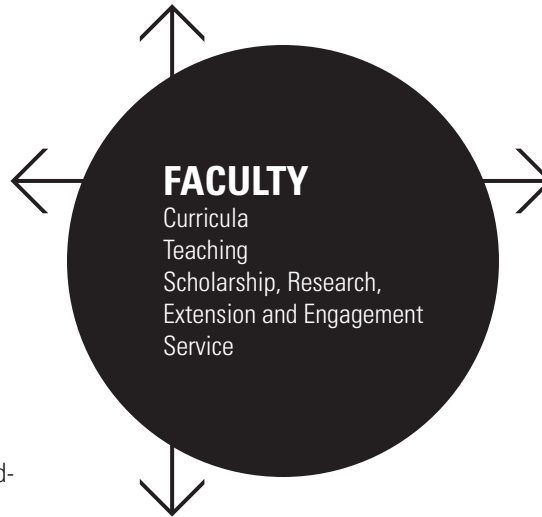 FACULTY
Curricula
Teaching
Scholarship, Research,
Extension and Engagement
Service
d-